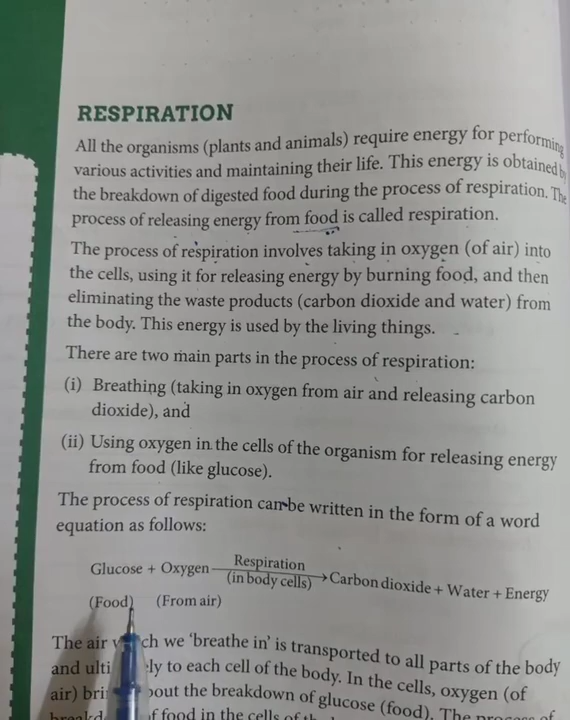 RESPIRATION
All the organisms (plants and animals) require energy for performing
various activities and maintaining their life. This energy is obtained by
the breakdown of digested food during the process of respiration. The
process of releasing energy from food is called respiration.
The process of respiration involves taking in oxygen (of air) into
the cells, using it for releasing energy by burning food, and then
eliminating the waste products (carbon dioxide and water) from
the body. This energy is used by the living things.
There are two main parts in the process of respiration:
(i) Breathing (taking in oxygen from air and releasing carbon
dioxide), and
(ii) Using oxygen in the cells of the organism for releasing energy
from food (like glucose).
The process of respiration can be written in the form of a word
equation as follows:
Glucose + Oxygen Respiration (in body cells) → Carbon dioxide + Water + Energy
(Food) (From air)
The air we 'breathe in' is transported to all parts of the body
and to each cell of the body. In the cells, oxygen (of
air) the breakdown of glucose (food). The process of
of food in the cells of